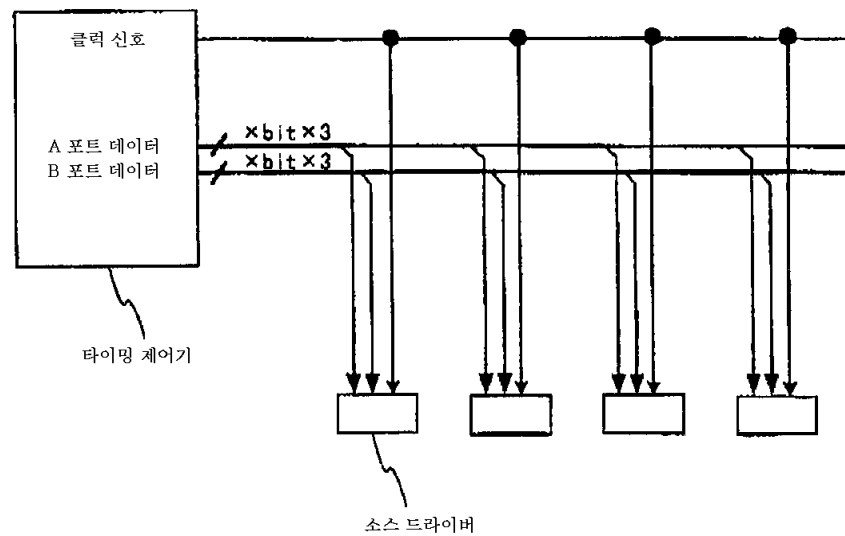 클럭 신호
A 포트 데이터
×bit×3
B 포트 데이터
×bit×3
타이밍 제어기
소스 드라이버